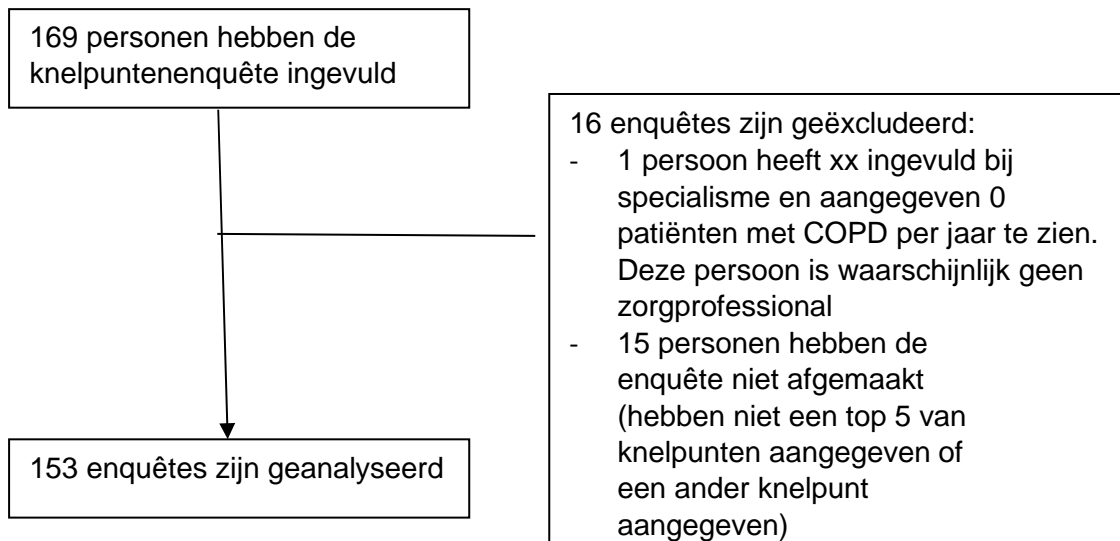 169 personen hebben de
knelpuntenenquête ingevuld
16 enquêtes zijn geëxcludeerd:
- 1 persoon heeft xx ingevuld bij
specialisme en aangegeven 0
patiënten met COPD per jaar te zien.
Deze persoon is waarschijnlijk geen
zorgprofessional
- 15 personen hebben de
enquête niet afgemaakt
(hebben niet een top 5 van
knelpunten aangegeven of
een ander knelpunt
aangegeven)
153 enquêtes zijn geanalyseerd